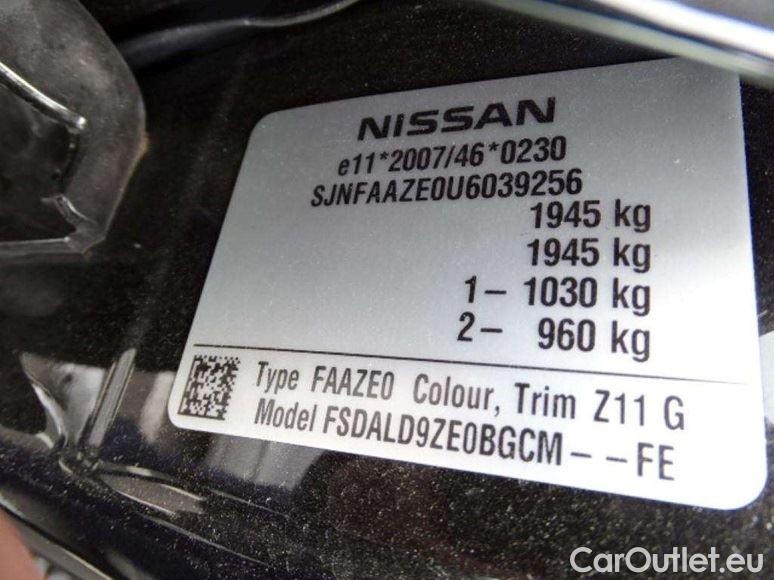 NISSAN
e11*2007/46*0230
SJNFAAZE0U6039256
1945 kg
1945 kg
1- 1030 kg
2- 960 kg
Type FAAZE0 Colour, Trim Z11 G
Model FSDALD9ZE0BGCM-- --FE
CarOutlet.eu